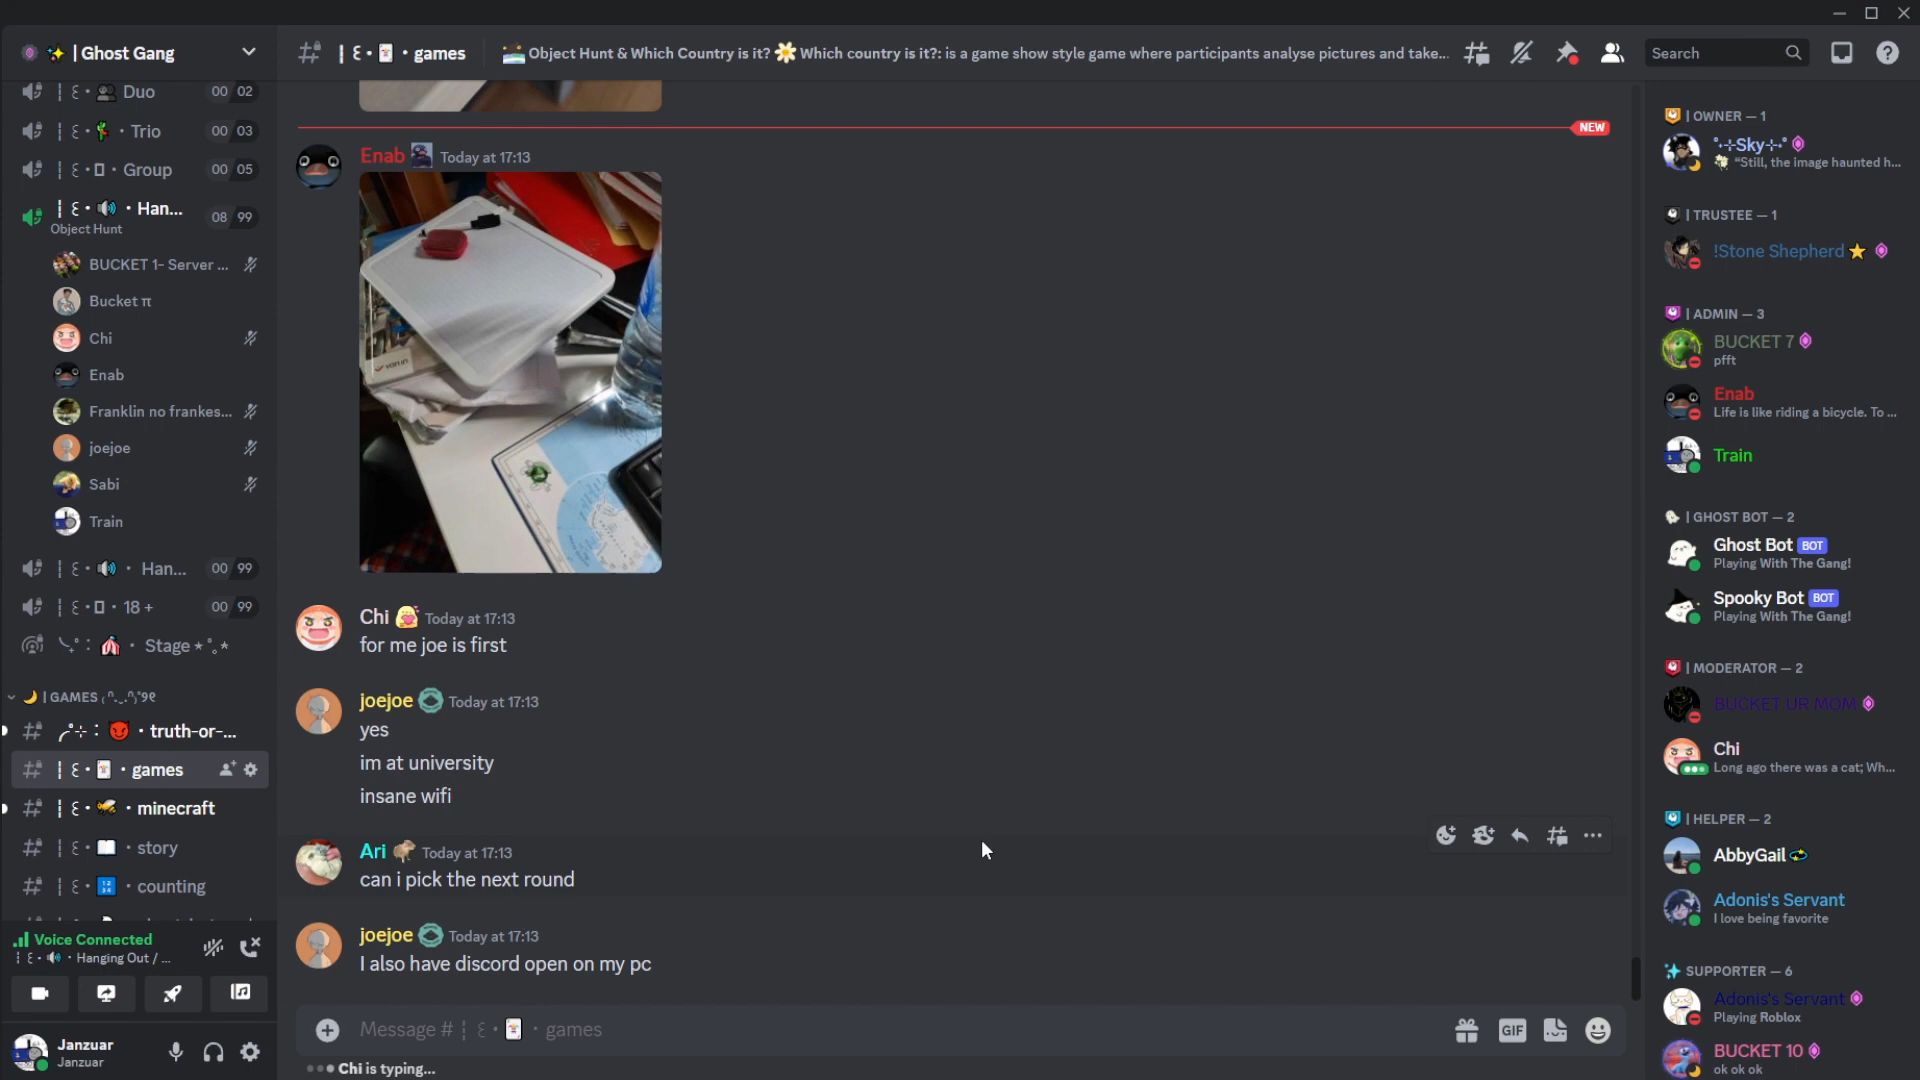 | Ghost Gang
Duo 00 02
Trio 00 03
Group 00 05
Han... 08 99
Object Hunt
BUCKET 1- Server ...
Bucket π
Chi
Enab
Franklin no frankes...
joejoe
Sabi
Train
Han... 00 99
18 + 00 99
Stage
| GAMES
truth-or-...
games
minecraft
story
counting
Voice Connected
Hanging Out / ...
Janzuar
Janzuar
games
Object Hunt & Which Country is it? Which country is it?: is a game show style game where participants analyse pictures and take...
Search
NEW
Enab Today at 17:13
van in
Chi Today at 17:13
for me joe is first
joejoe Today at 17:13
yes
im at university
insane wifi
Ari Today at 17:13
can i pick the next round
joejoe Today at 17:13
I also have discord open on my pc
Message # games
GIF
Chi is typing...
| OWNER — 1
Sky
"Still, the image haunted h...
| TRUSTEE — 1
!Stone Shepherd
| ADMIN — 3
BUCKET 7
pfft
Enab
Life is like riding a bicycle. To ...
Train
| GHOST BOT — 2
Ghost Bot BOT
Playing With The Gang!
Spooky Bot BOT
Playing With The Gang!
| MODERATOR — 2
BUCKET UR MOM
Chi
Long ago there was a cat; Wh...
| HELPER — 2
AbbyGail
Adonis's Servant
I love being favorite
SUPPORTER — 6
Adonis's Servant
Playing Roblox
BUCKET 10
ok ok ok